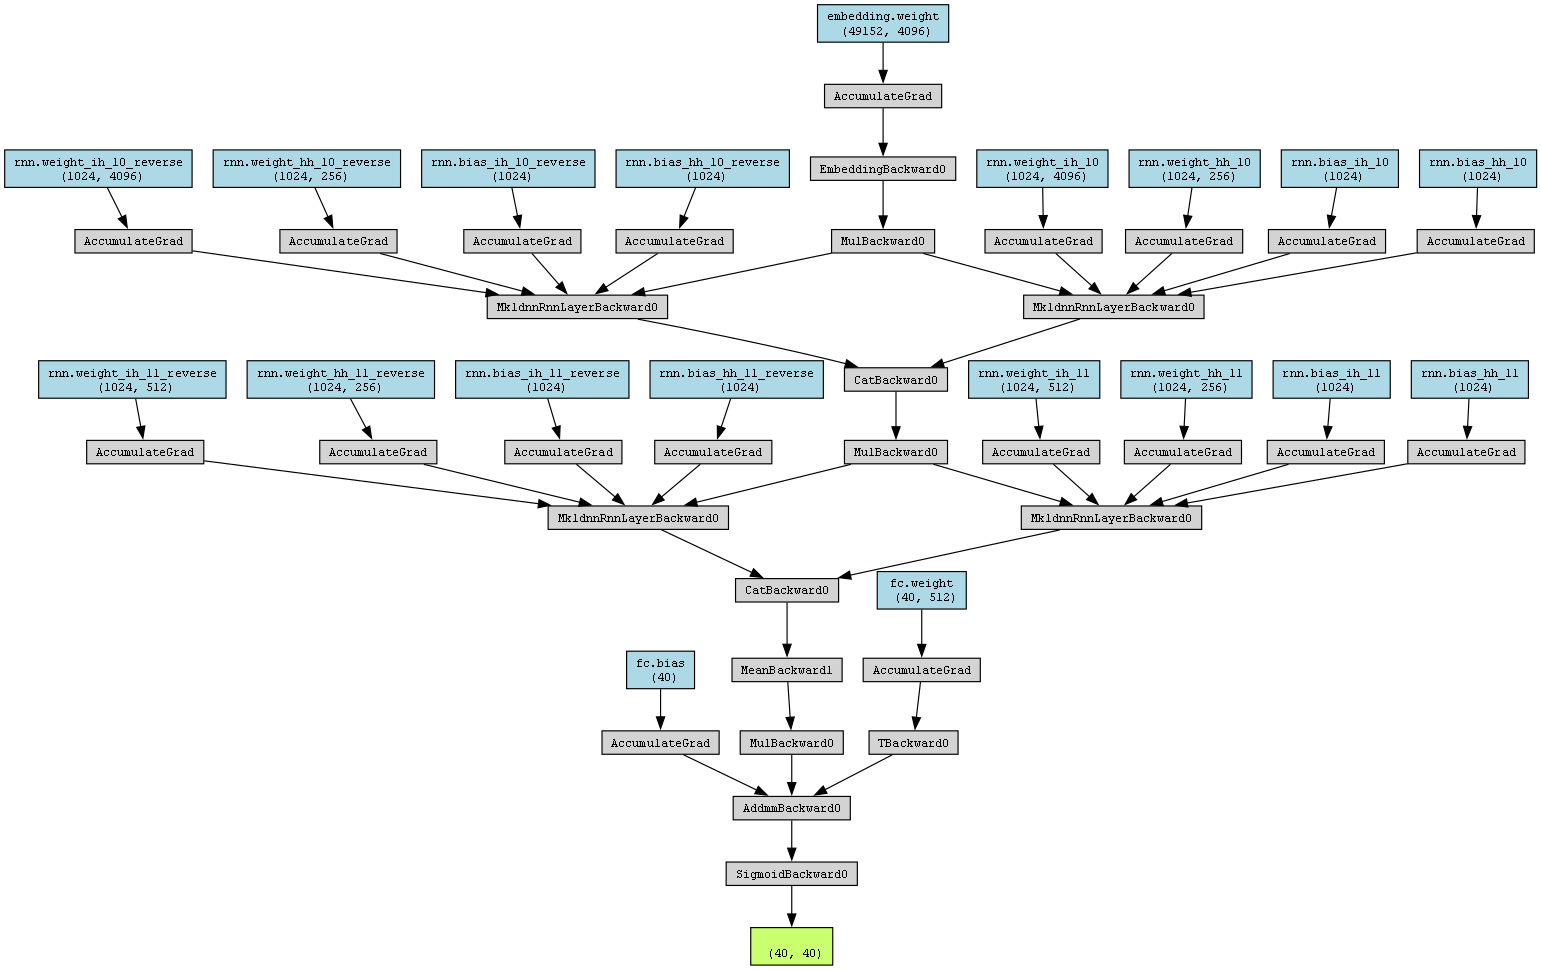 embedding.weight
(49152, 4096)
AccumulateGrad
rnn.weight_ih_l0_reverse
(1024, 4096)
rnn.weight_hh_l0_reverse
(1024, 256)
rnn.bias_ih_l0_reverse
(1024)
rnn.bias_hh_l0_reverse
(1024)
EmbeddingBackward0
rnn.weight_ih_l0
(1024, 4096)
rnn.weight_hh_l0
(1024, 256)
rnn.bias_ih_l0
(1024)
rnn.bias_hh_l0
(1024)
AccumulateGrad
AccumulateGrad
AccumulateGrad
AccumulateGrad
MulBackward0
AccumulateGrad
AccumulateGrad
AccumulateGrad
AccumulateGrad
MkldnnRnnLayerBackward0
MkldnnRnnLayerBackward0
rnn.weight_ih_l1_reverse
(1024, 512)
rnn.weight_hh_l1_reverse
(1024, 256)
rnn.bias_ih_l1_reverse
(1024)
rnn.bias_hh_l1_reverse
(1024)
CatBackward0
rnn.weight_ih_l1
(1024, 512)
rnn.weight_hh_l1
(1024, 256)
rnn.bias_ih_l1
(1024)
rnn.bias_hh_l1
(1024)
AccumulateGrad
AccumulateGrad
AccumulateGrad
AccumulateGrad
MulBackward0
AccumulateGrad
AccumulateGrad
AccumulateGrad
AccumulateGrad
MkldnnRnnLayerBackward0
MkldnnRnnLayerBackward0
CatBackward0
fc.weight
(40, 512)
fc.bias
(40)
MeanBackward1
AccumulateGrad
AccumulateGrad
MulBackward0
TBackward0
AddmmBackward0
SigmoidBackward0
(40, 40)